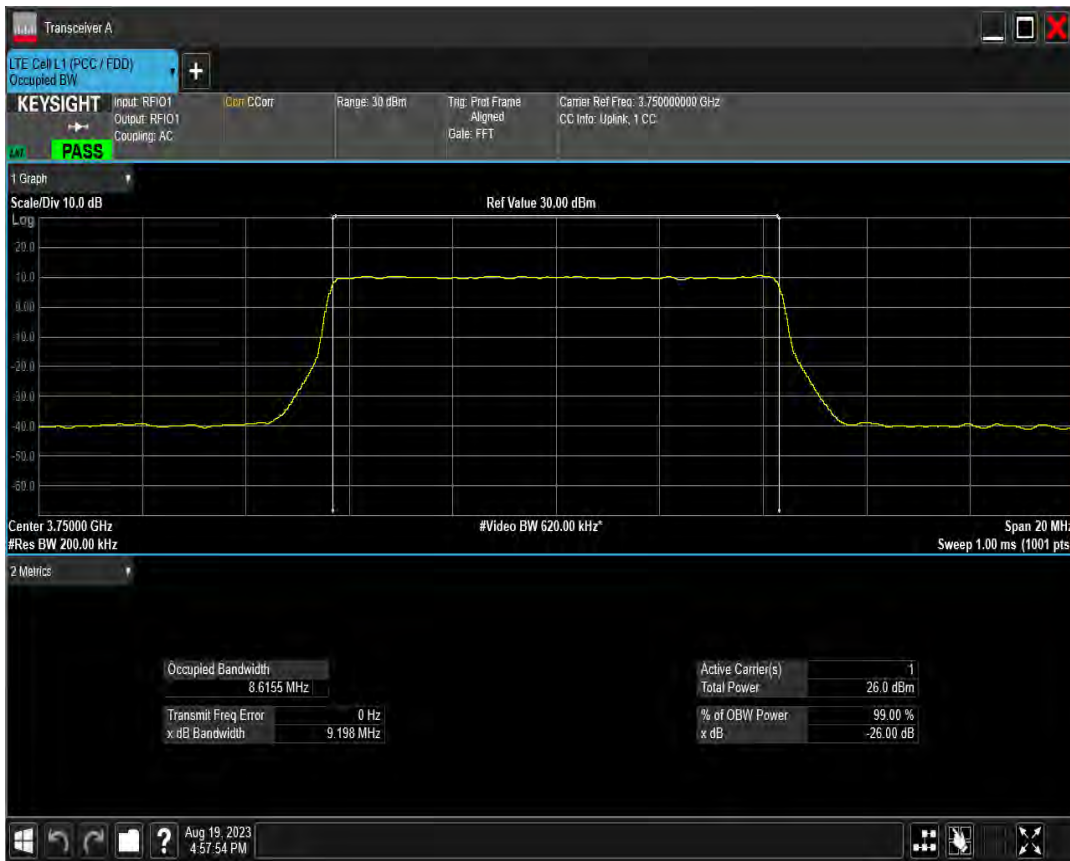 Transceiver A
LTE Cell L1 (PCC / FDD)
Occupied BW
+
KEYSIGHT
PASS
Input: RFIO1
Output: RFIO1
Coupling: AC
Corr CCorr
Range: 30 dBm
Trig: Prot Frame
Aligned
Gate: FFT
Carrier Ref Freq: 3.750000000 GHz
CC Info: Uplink, 1 CC
1 Graph
Scale/Div 10.0 dB
Ref Value 30.00 dBm
Log
20.0
10.0
0.00
-10.0
-20.0
-30.0
-40.0
-50.0
-60.0
Center 3.75000 GHz
#Video BW 620.00 kHz*
Span 20 MHz
#Res BW 200.00 kHz
Sweep 1.00 ms (1001 pts
2 Metrics
Occupied Bandwidth
8.6155 MHz
Transmit Freq Error 0 Hz
x dB Bandwidth 9.198 MHz
Active Carrier(s) 1
Total Power 26.0 dBm
% of OBW Power 99.00 %
x dB -26.00 dB
?
Aug 19, 2023
4:57:54 PM